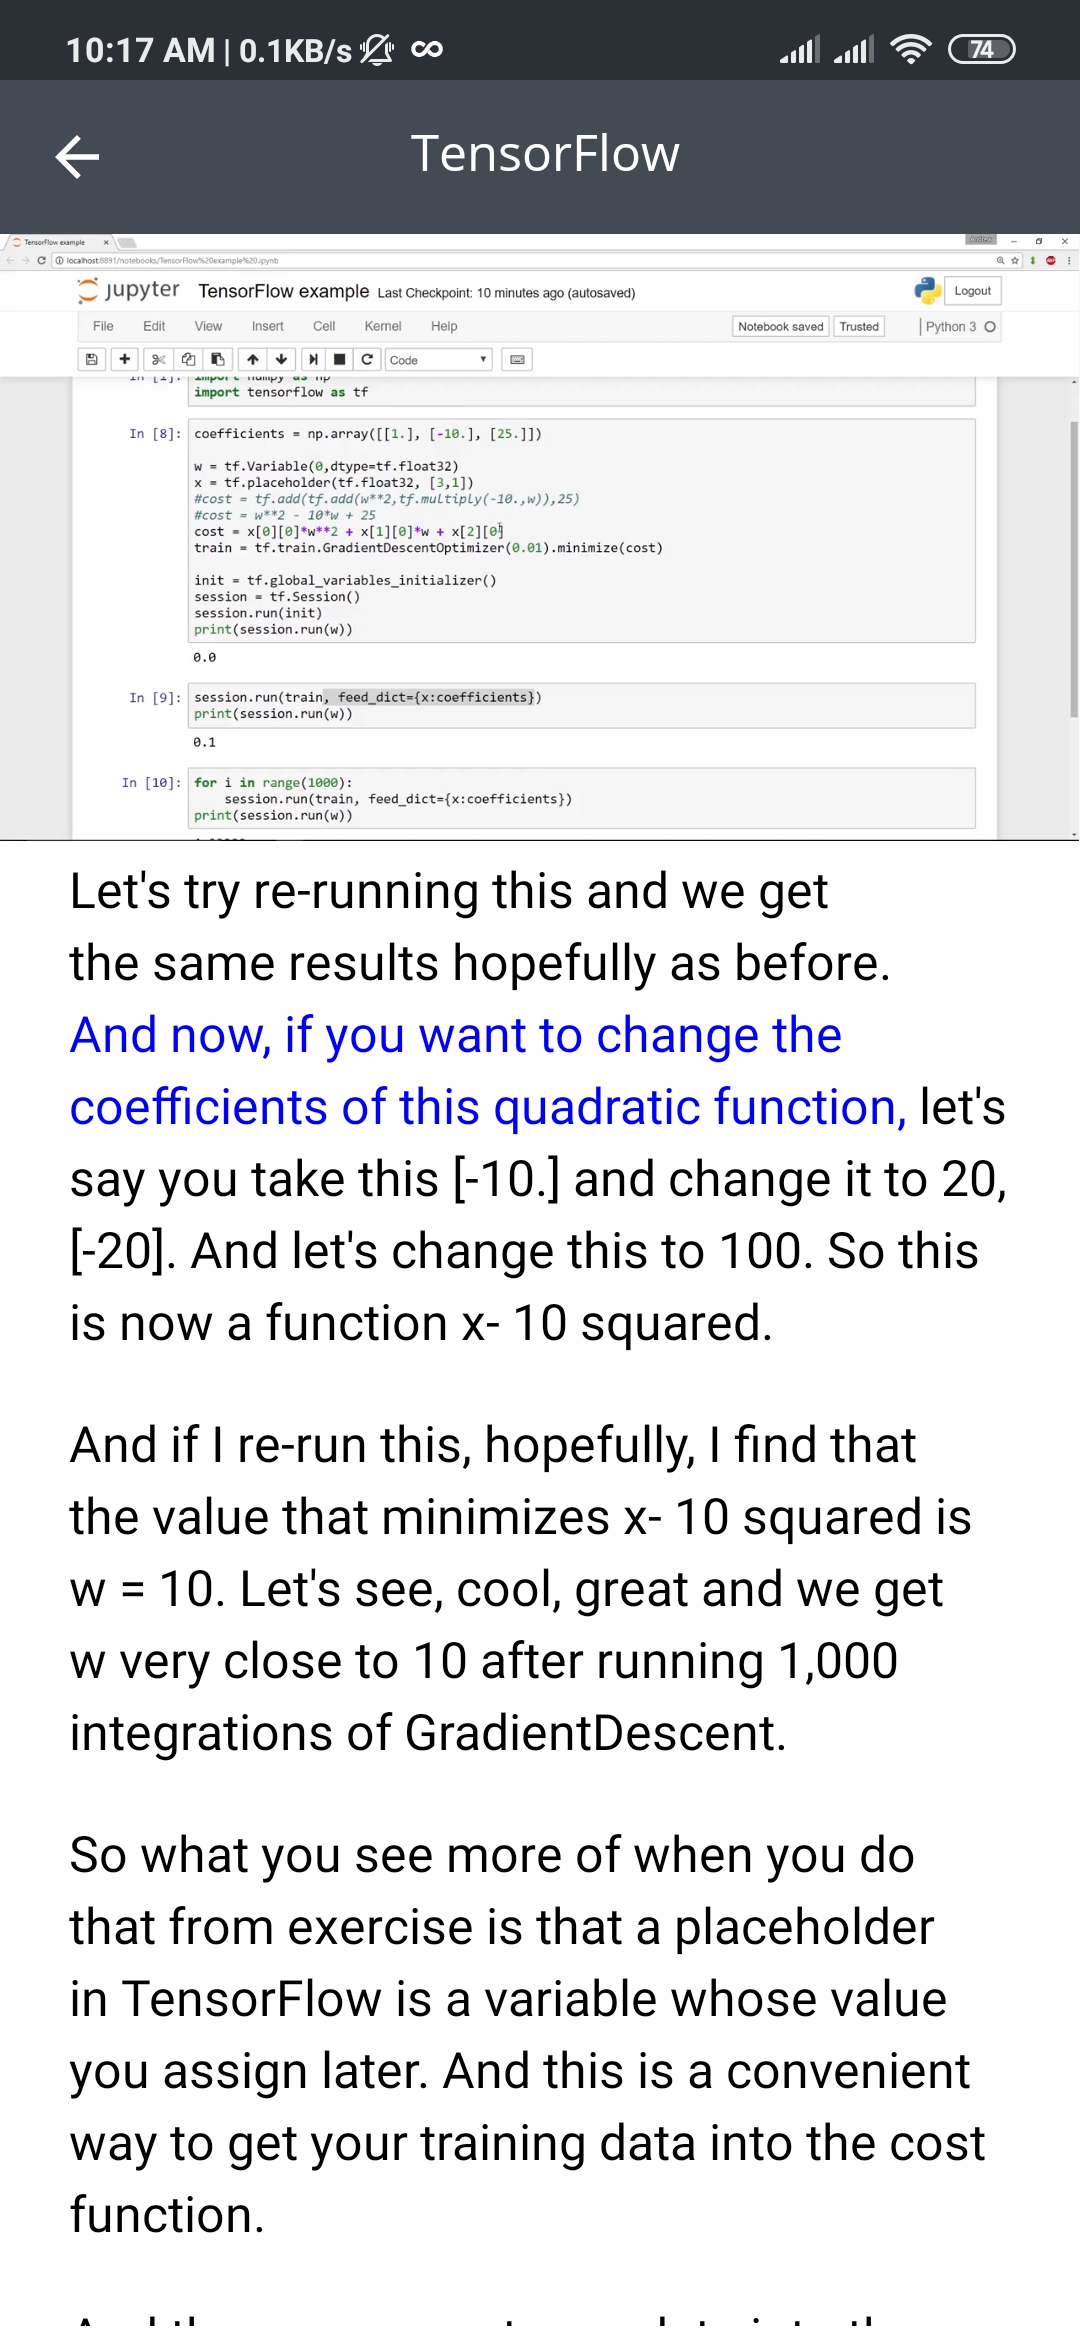 10:17 AM | 0.1KB/s
74
TensorFlow
TensorFlow example
localhost:8891/notebooks/TensorFlow%20example%20.ipynb
jupyter TensorFlow example Last Checkpoint: 10 minutes ago (autosaved)
Logout
File Edit View Insert Cell Kernel Help
Notebook saved Trusted Python 3
Code
In [1]: import numpy as np
import tensorflow as tf
In [8]: coefficients = np.array([[1.], [-10.], [25.]])
w = tf.Variable(0,dtype=tf.float32)
x = tf.placeholder(tf.float32, [3,1])
#cost = tf.add(tf.add(w**2,tf.multiply(-10.,w)),25)
#cost = w**2 - 10*w + 25
cost = x[0][0]*w**2 + x[1][0]*w + x[2][0]
train = tf.train.GradientDescentOptimizer(0.01).minimize(cost)
init = tf.global_variables_initializer()
session = tf.Session()
session.run(init)
print(session.run(w))
0.0
In [9]: session.run(train, feed_dict={x:coefficients})
print(session.run(w))
0.1
In [10]: for i in range(1000):
session.run(train, feed_dict={x:coefficients})
print(session.run(w))
Let's try re-running this and we get
the same results hopefully as before.
And now, if you want to change the
coefficients of this quadratic function, let's
say you take this [-10.] and change it to 20,
[-20]. And let's change this to 100. So this
is now a function x- 10 squared.
And if I re-run this, hopefully, I find that
the value that minimizes x- 10 squared is
w = 10. Let's see, cool, great and we get
w very close to 10 after running 1,000
integrations of GradientDescent.
So what you see more of when you do
that from exercise is that a placeholder
in TensorFlow is a variable whose value
you assign later. And this is a convenient
way to get your training data into the cost
function.